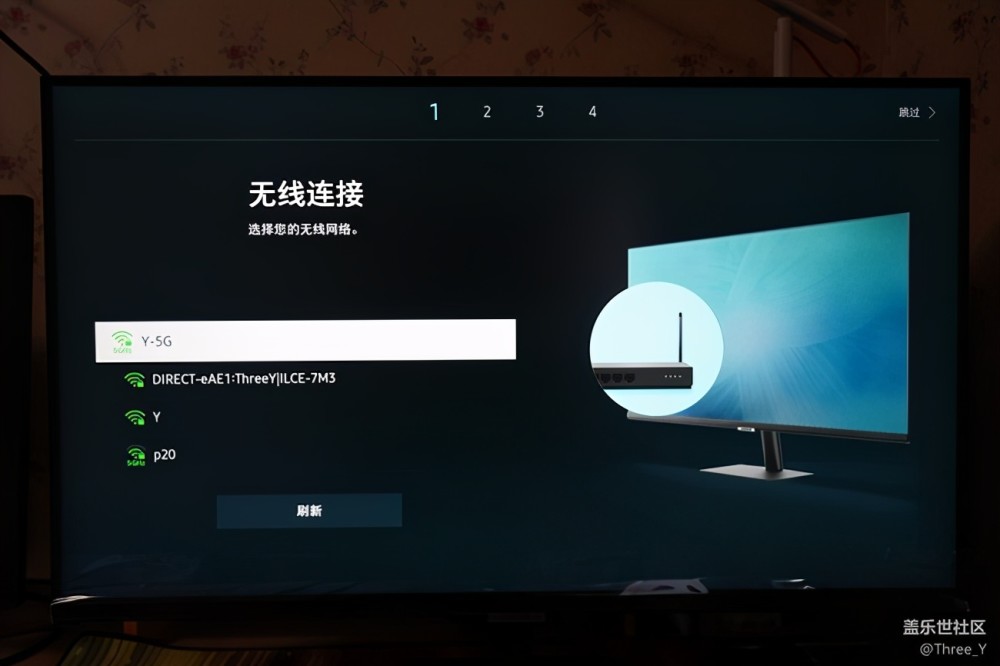 1 2 3 4 跳过
无线连接
选择您的无线网络。
Y-5G
DIRECT-eAE1:ThreeY|ILCE-7M3
Y
p20
刷新
盖乐世社区
@Three_Y